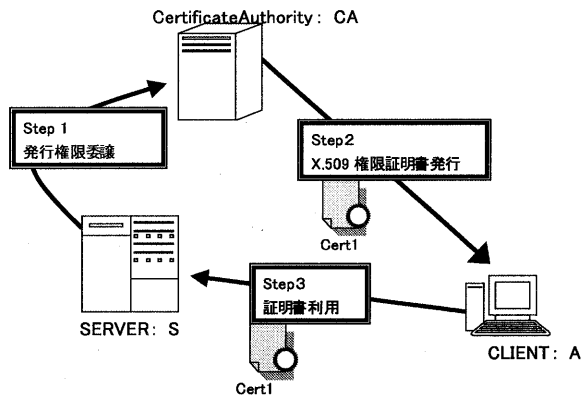 CertificateAuthority： CA
Step 1
発行権限委譲
Step2
X.509 権限証明書発行
Cert1
Step3
証明書利用
SERVER： S
CLIENT： A
Cert1